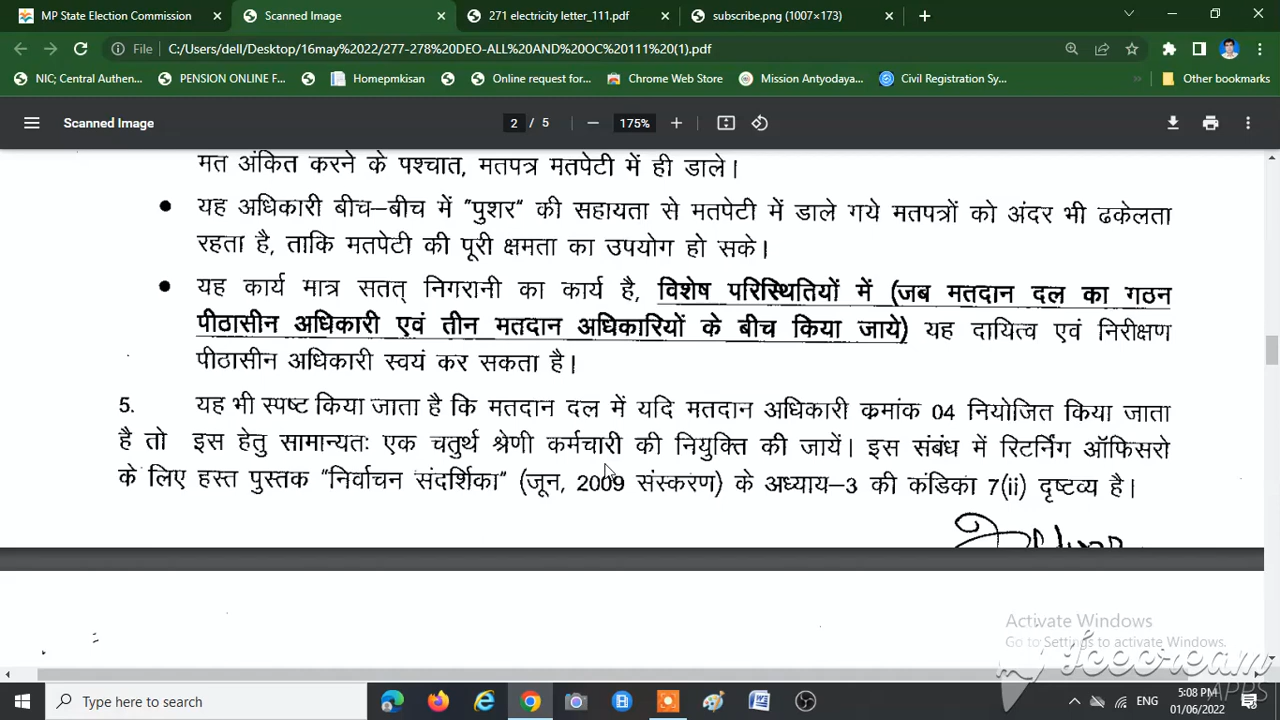 MP State Election Commission
Scanned Image
271 electricity letter_111.pdf
subscribe.png (1007×173)
File
C:/Users/dell/Desktop/16may%2022/277-278%20DEO-ALL%20AND%20OC%20111%20(1).pdf
NIC; Central Authen...
PENSION ONLINE F...
Homepmkisan
Online request for...
Chrome Web Store
Mission Antyodaya...
Civil Registration Sy...
Other bookmarks
Scanned Image
2 / 5
175%
मत अंकित करने के पश्चात, मतपत्र मतपेटी में ही डाले।
● यह अधिकारी बीच–बीच में "पुशर" की सहायता से मतपेटी में डाले गये मतपत्रों को अंदर भी ढकेलता
रहता है, ताकि मतपेटी की पूरी क्षमता का उपयोग हो सके।
● यह कार्य मात्र सतत् निगरानी का कार्य है, विशेष परिस्थितियों में (जब मतदान दल का गठन
पीठासीन अधिकारी एवं तीन मतदान अधिकारियों के बीच किया जाये) यह दायित्व एवं निरीक्षण
पीठासीन अधिकारी स्वयं कर सकता है।
5. यह भी स्पष्ट किया जाता है कि मतदान दल में यदि मतदान अधिकारी क्रमांक 04 नियोजित किया जाता
है तो इस हेतु सामान्यतः एक चतुर्थ श्रेणी कर्मचारी की नियुक्ति की जायें। इस संबंध में रिटर्निंग ऑफिसरो
के लिए हस्त पुस्तक "निर्वाचन संदर्शिका" (जून, 2009 संस्करण) के अध्याय–3 की कंडिका 7(ii) दृष्टव्य है।
Activate Windows
Go to Settings to activate Windows.
Icecream
APPS
Type here to search
ENG
5:08 PM
01/06/2022